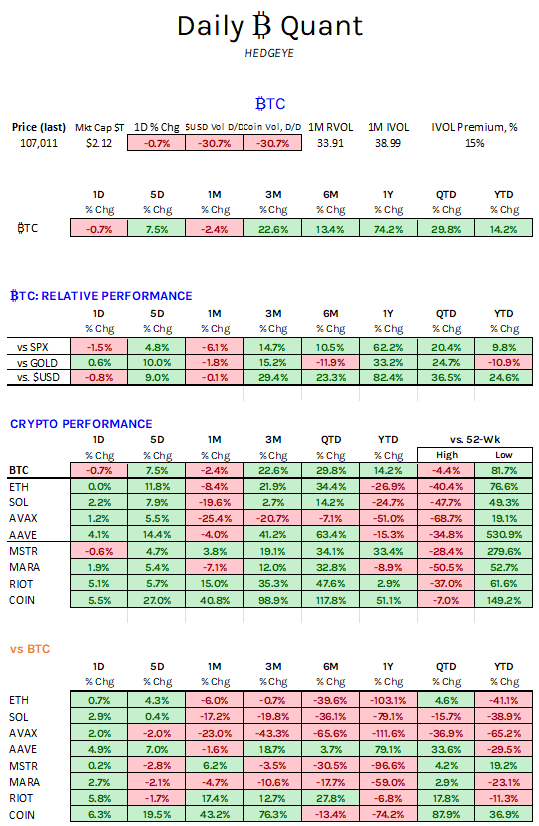 Daily ₿ Quant
HEDGEYE
₿TC
Price (last) Mkt Cap $T 1D % Chg $USD Vol D/D Coin Vol, D/D 1M RVOL 1M IVOL IVOL Premium, %
107,011 $2.12 -0.7% -30.7% -30.7% 33.91 38.99 15%
1D 5D 1M 3M 6M 1Y QTD YTD
% Chg % Chg % Chg % Chg % Chg % Chg % Chg % Chg
₿TC -0.7% 7.5% -2.4% 22.6% 13.4% 74.2% 29.8% 14.2%
₿TC: RELATIVE PERFORMANCE
1D 5D 1M 3M 6M 1Y QTD YTD
% Chg % Chg % Chg % Chg % Chg % Chg % Chg % Chg
vs SPX -1.5% 4.8% -6.1% 14.7% 10.5% 62.2% 20.4% 9.8%
vs GOLD 0.6% 10.0% -1.8% 15.2% -11.9% 33.2% 24.7% -10.9%
vs. $USD -0.8% 9.0% -0.1% 29.4% 23.3% 82.4% 36.5% 24.6%
CRYPTO PERFORMANCE
1D 5D 1M 3M QTD YTD vs. 52-Wk
% Chg % Chg % Chg % Chg % Chg % Chg High Low
BTC -0.7% 7.5% -2.4% 22.6% 29.8% 14.2% -4.4% 81.7%
ETH 0.0% 11.8% -8.4% 21.9% 34.4% -26.9% -40.4% 76.6%
SOL 2.2% 7.9% -19.6% 2.7% 14.2% -24.7% -47.7% 49.3%
AVAX 1.2% 5.5% -25.4% -20.7% -7.1% -51.0% -68.7% 19.1%
AAVE 4.1% 14.4% -4.0% 41.2% 63.4% -15.3% -34.8% 530.9%
MSTR -0.6% 4.7% 3.8% 19.1% 34.1% 33.4% -28.4% 279.6%
MARA 1.9% 5.4% -7.1% 12.0% 32.8% -8.9% -50.5% 52.7%
RIOT 5.1% 5.7% 15.0% 35.3% 47.6% 2.9% -37.0% 61.6%
COIN 5.5% 27.0% 40.8% 98.9% 117.8% 51.1% -7.0% 149.2%
vs BTC
1D 5D 1M 3M 6M 1Y QTD YTD
% Chg % Chg % Chg % Chg % Chg % Chg % Chg % Chg
ETH 0.7% 4.3% -6.0% -0.7% -39.6% -103.1% 4.6% -41.1%
SOL 2.9% 0.4% -17.2% -19.8% -36.1% -79.1% -15.7% -38.9%
AVAX 2.0% -2.0% -23.0% -43.3% -65.6% -111.6% -36.9% -65.2%
AAVE 4.9% 7.0% -1.6% 18.7% 3.7% 79.1% 33.6% -29.5%
MSTR 0.2% -2.8% 6.2% -3.5% -30.5% -96.6% 4.2% 19.2%
MARA 2.7% -2.1% -4.7% -10.6% -17.7% -59.0% 2.9% -23.1%
RIOT 5.8% -1.7% 17.4% 12.7% 27.8% -6.8% 17.8% -11.3%
COIN 6.3% 19.5% 43.2% 76.3% -13.4% -74.2% 87.9% 36.9%